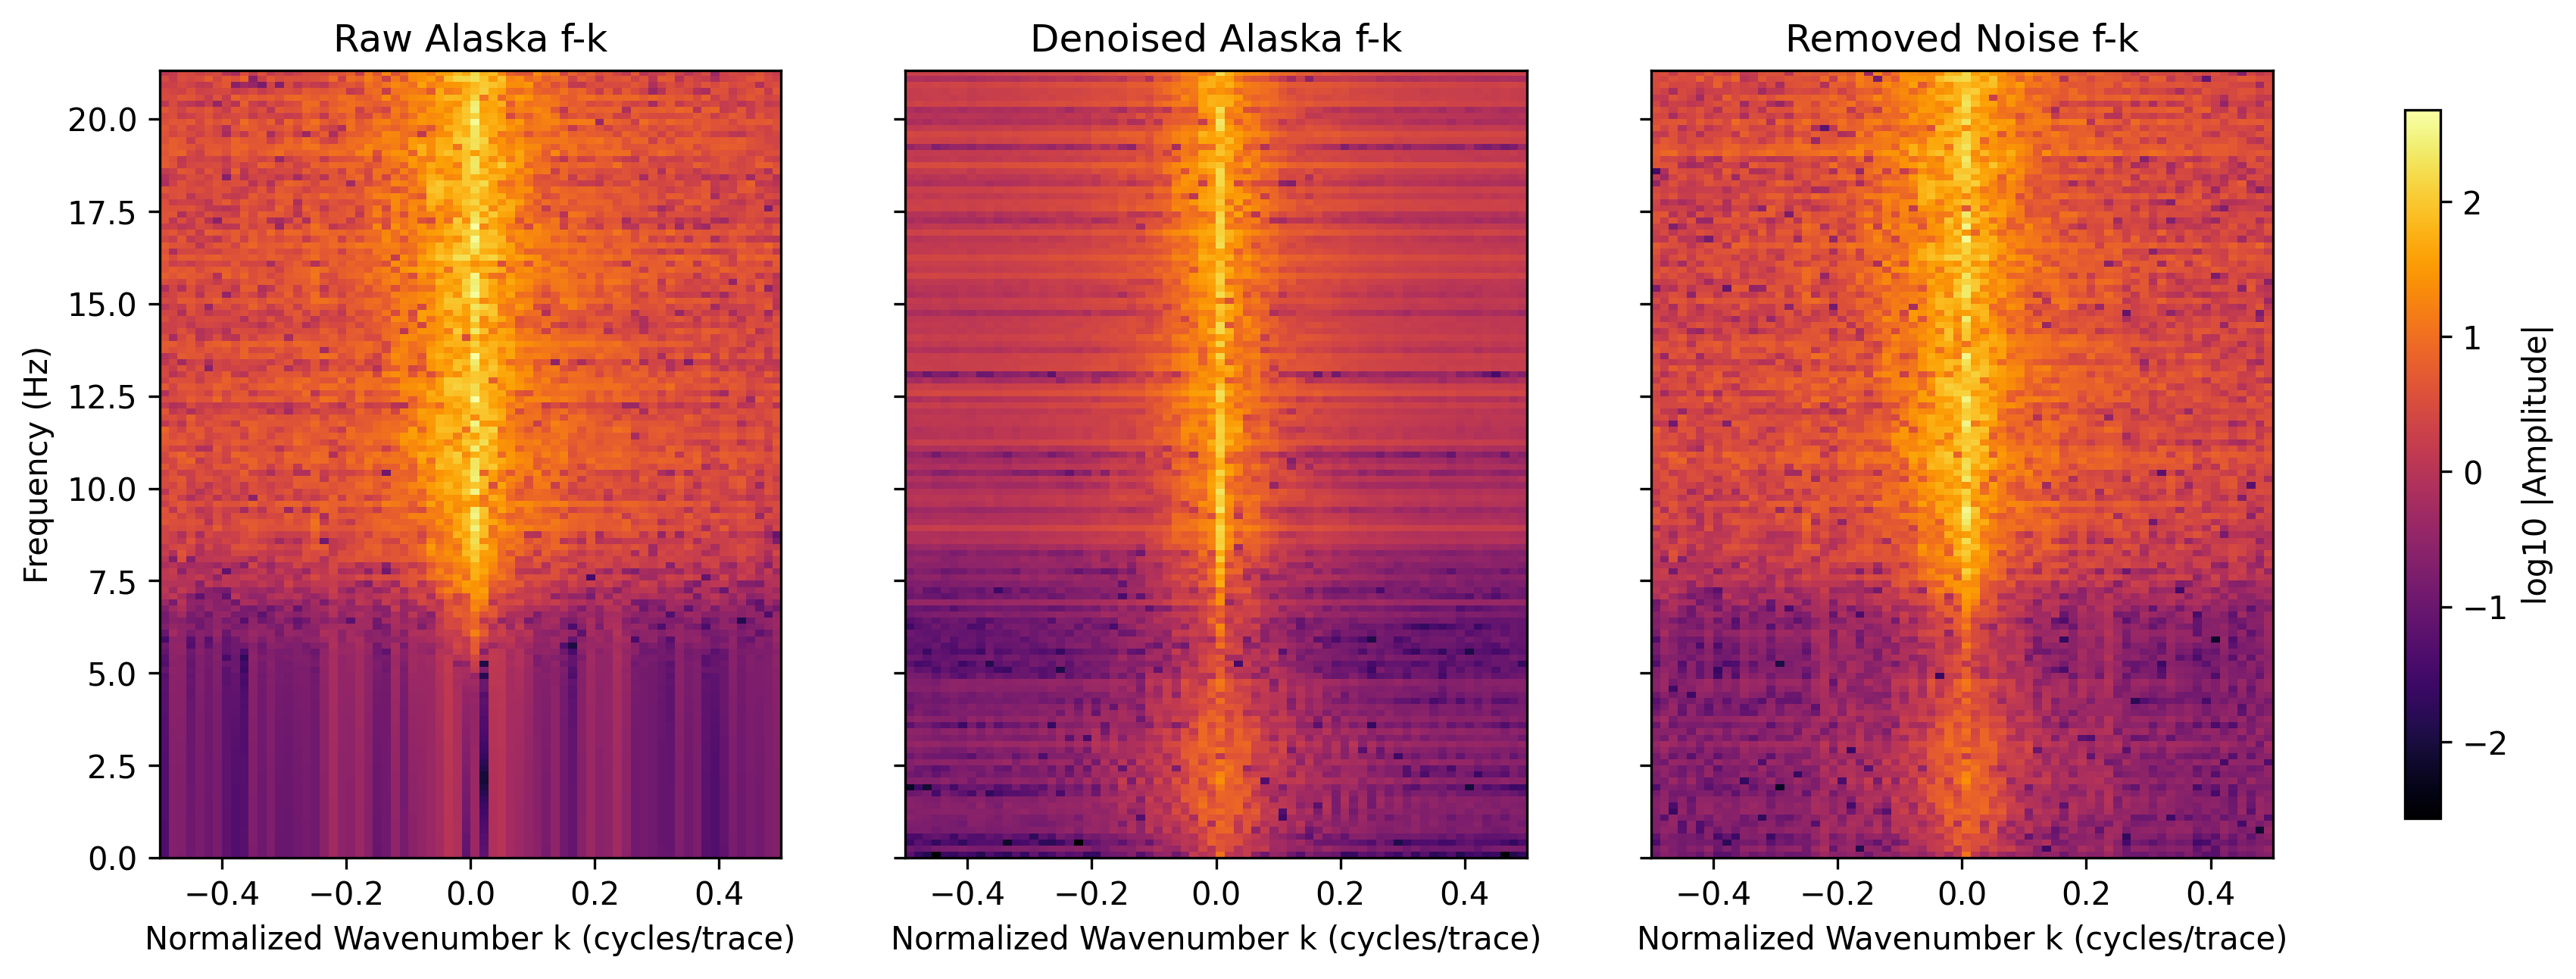 Raw Alaska f-k
Denoised Alaska f-k
Removed Noise f-k
Frequency (Hz)
20.0
17.5
15.0
12.5
10.0
7.5
5.0
2.5
0.0
−0.4 −0.2 0.0 0.2 0.4
−0.4 −0.2 0.0 0.2 0.4
−0.4 −0.2 0.0 0.2 0.4
Normalized Wavenumber k (cycles/trace)
Normalized Wavenumber k (cycles/trace)
Normalized Wavenumber k (cycles/trace)
2
1
0
−1
−2
log10 |Amplitude|